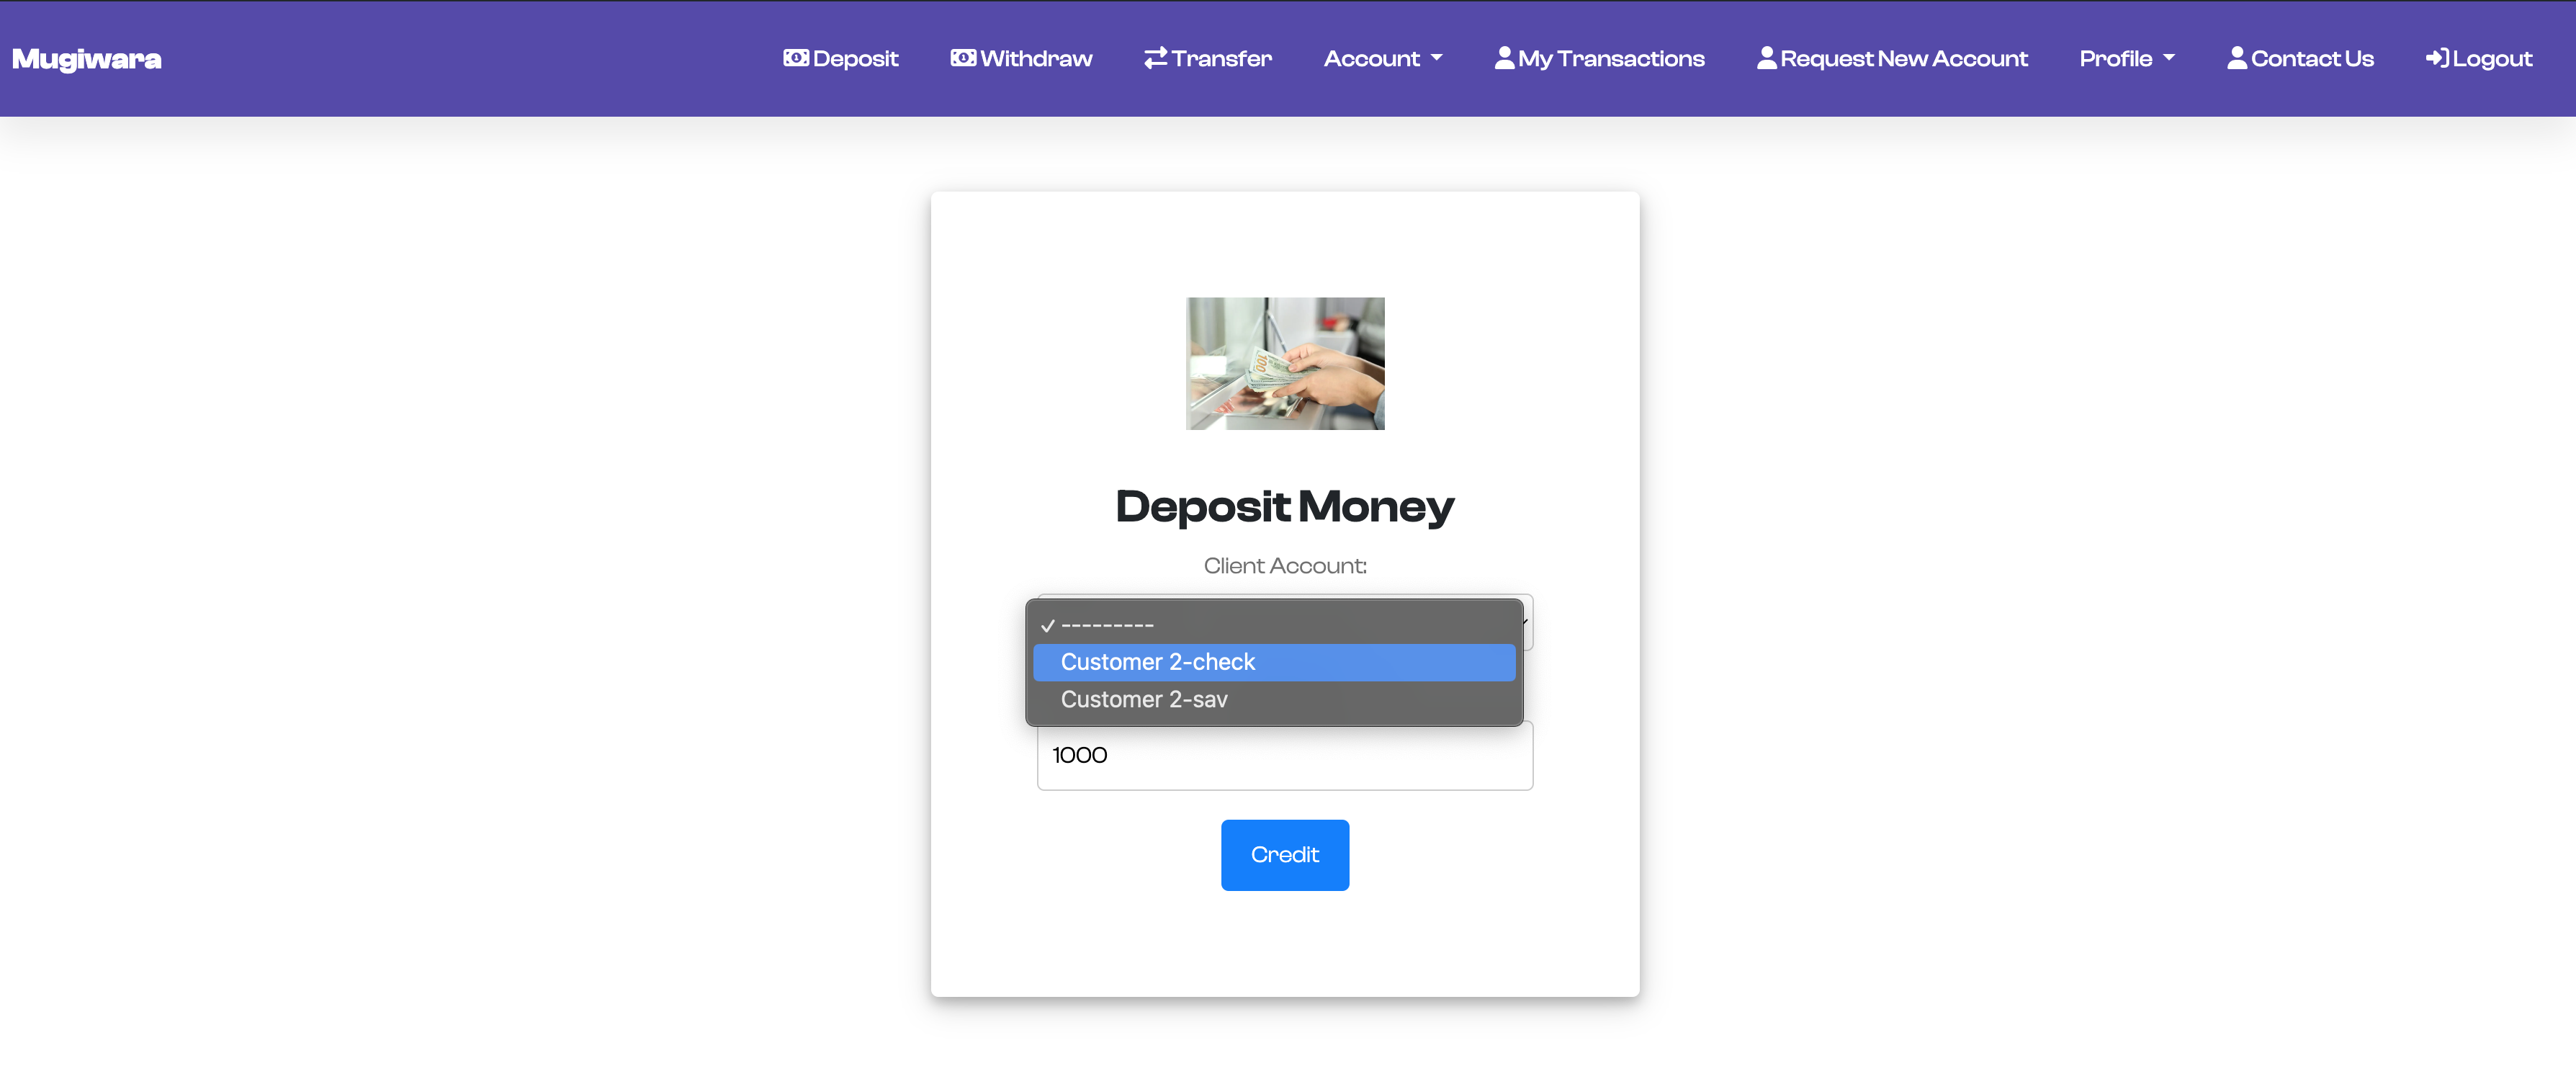 Mugiwara
Deposit Withdraw Transfer Account My Transactions Request New Account Profile Contact Us Logout
100
Deposit Money
Client Account:
---------
Customer 2-check
Customer 2-sav
1000
Credit